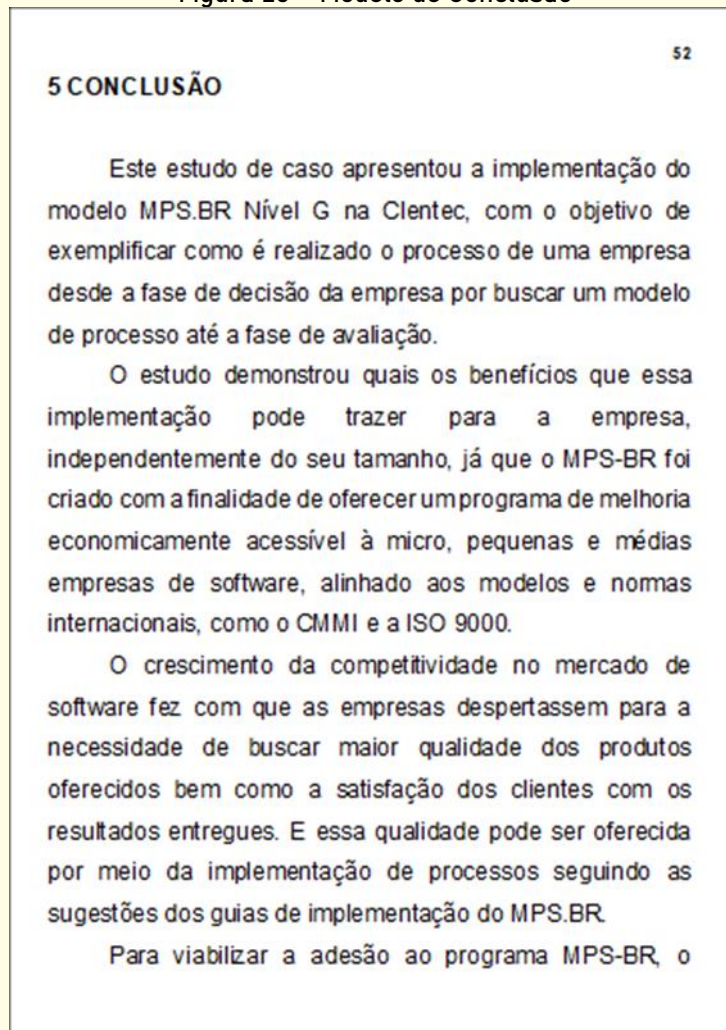 52
5 CONCLUSÃO
Este estudo de caso apresentou a implementação do
modelo MPS.BR Nível G na Clentec, com o objetivo de
exemplificar como é realizado o processo de uma empresa
desde a fase de decisão da empresa por buscar um modelo
de processo até a fase de avaliação.
O estudo demonstrou quais os benefícios que essa
implementação pode trazer para a empresa,
independentemente do seu tamanho, já que o MPS-BR foi
criado com a finalidade de oferecer um programa de melhoria
economicamente acessível à micro, pequenas e médias
empresas de software, alinhado aos modelos e normas
internacionais, como o CMMI e a ISO 9000.
O crescimento da competitividade no mercado de
software fez com que as empresas despertassem para a
necessidade de buscar maior qualidade dos produtos
oferecidos bem como a satisfação dos clientes com os
resultados entregues. E essa qualidade pode ser oferecida
por meio da implementação de processos seguindo as
sugestões dos guias de implementação do MPS.BR.
Para viabilizar a adesão ao programa MPS-BR, o